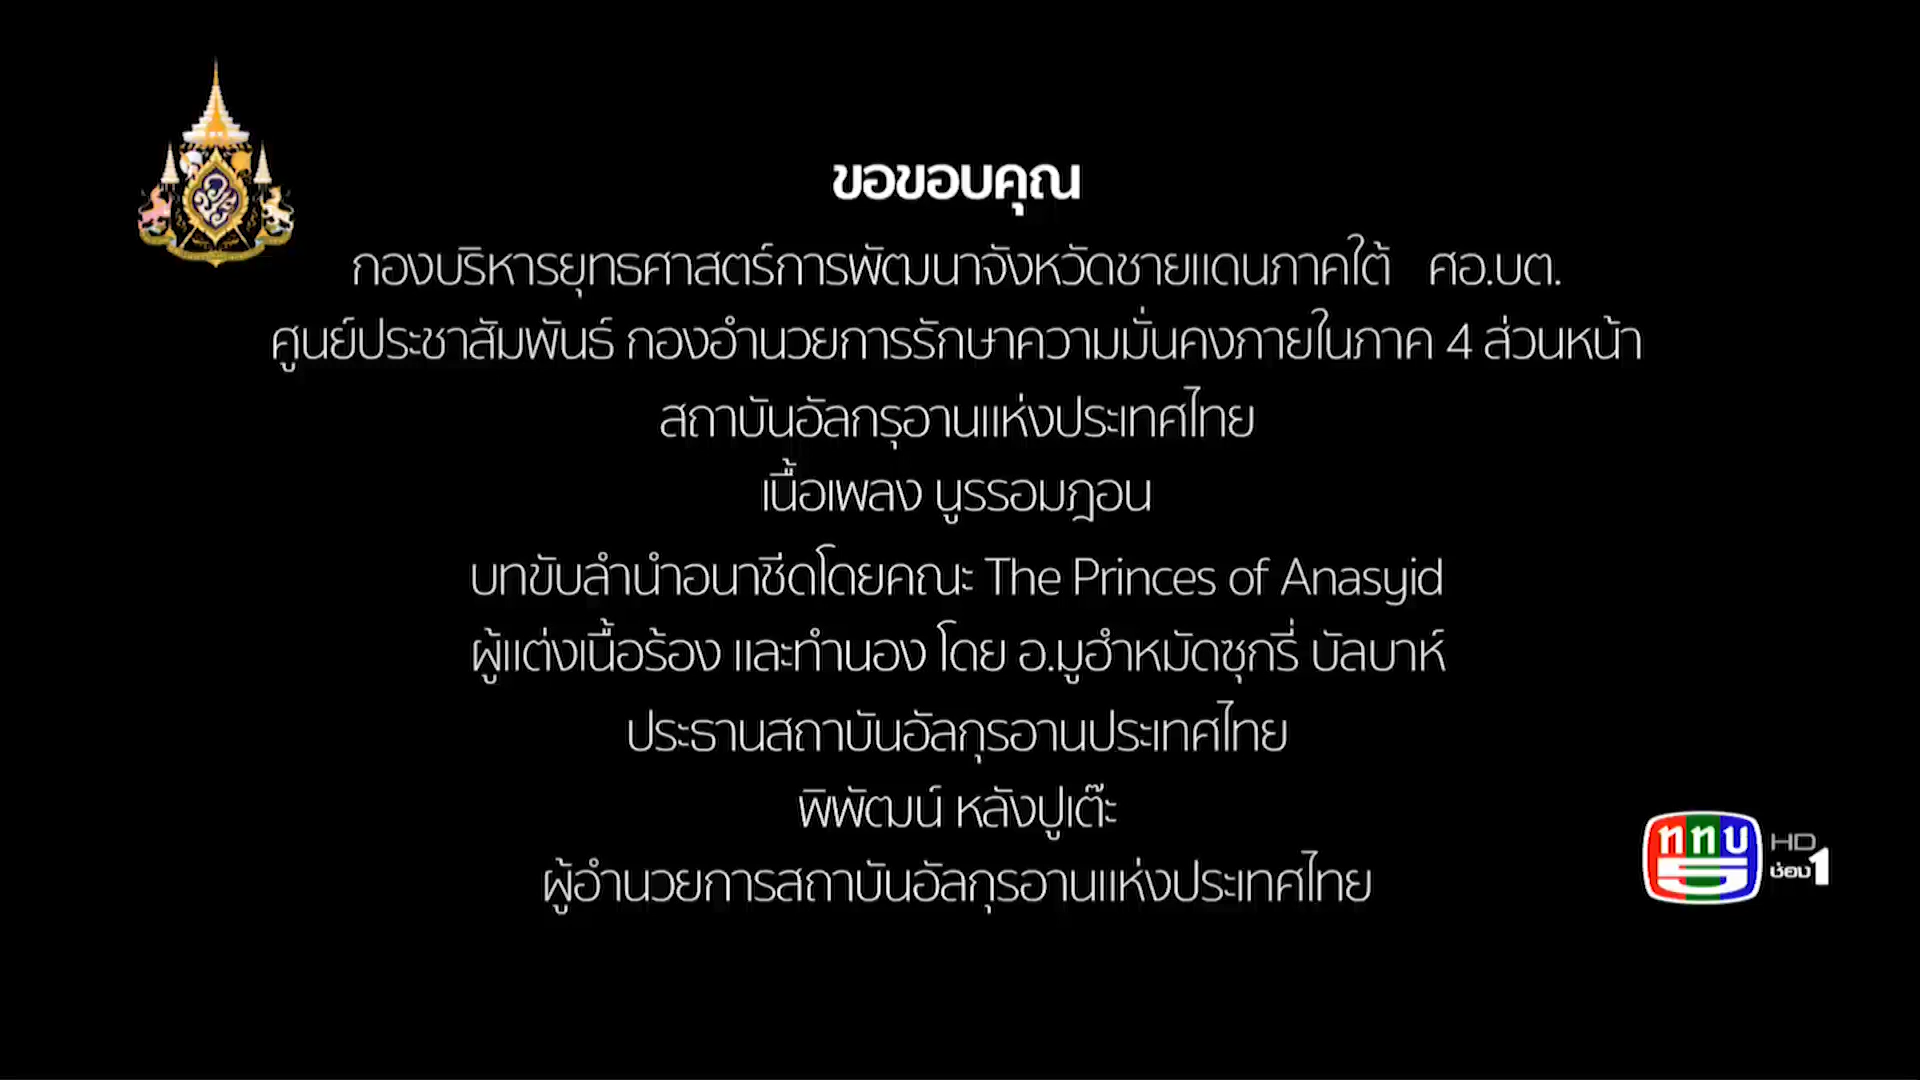 ขอขอบคุณ
กองบริหารยุทธศาสตร์การพัฒนาจังหวัดชายแดนภาคใต้ ศอ.บต.
ศูนย์ประชาสัมพันธ์ กองอำนวยการรักษาความมั่นคงภายในภาค 4 ส่วนหน้า
สถาบันอัลกรุอานแห่งประเทศไทย
เนื้อเพลง นูรรอมฎอน
บทขับลำนำอนาชีดโดยคณะ The Princes of Anasyid
ผู้แต่งเนื้อร้อง และทำนอง โดย อ.มูฮำหมัดซุกรี่ บัลบาห์
ประธานสถาบันอัลกุรอานประเทศไทย
พิพัฒน์ หลังปูเต๊ะ
ผู้อำนวยการสถาบันอัลกุรอานแห่งประเทศไทย
ททบ HD
5 ช่อง 1